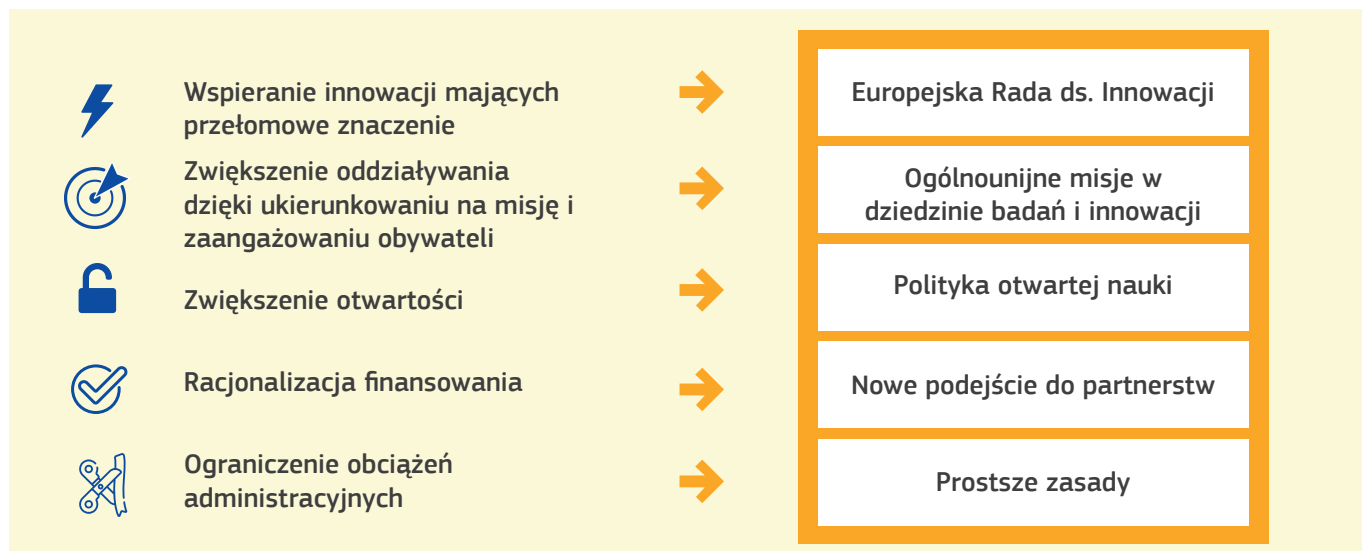 Wspieranie innowacji mających
przełomowe znaczenie
Europejska Rada ds. Innowacji
Zwiększenie oddziaływania
dzięki ukierunkowaniu na misję i
zaangażowaniu obywateli
Ogólnounijne misje w
dziedzinie badań i innowacji
Zwiększenie otwartości
Polityka otwartej nauki
Racjonalizacja finansowania
Nowe podejście do partnerstw
Ograniczenie obciążeń
administracyjnych
Prostsze zasady